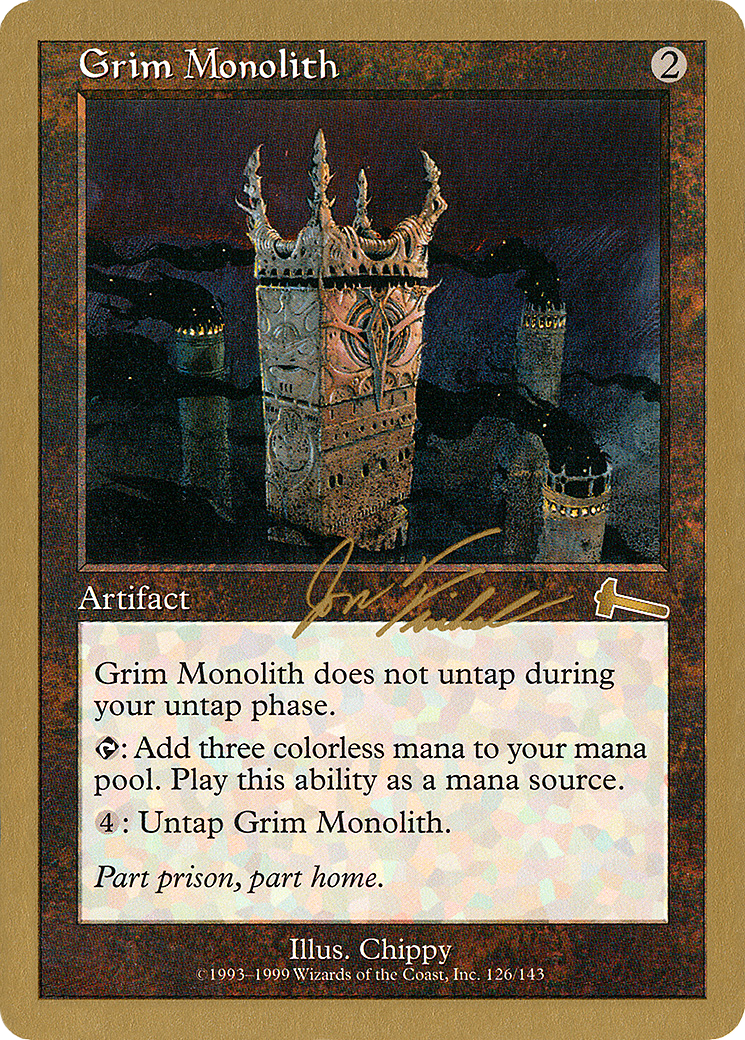 Grim Monolith 2
Artifact
Grim Monolith does not untap during
your untap phase.
: Add three colorless mana to your mana
pool. Play this ability as a mana source.
4: Untap Grim Monolith.
Part prison, part home.
Illus. Chippy
©1993–1999 Wizards of the Coast, Inc. 126/143